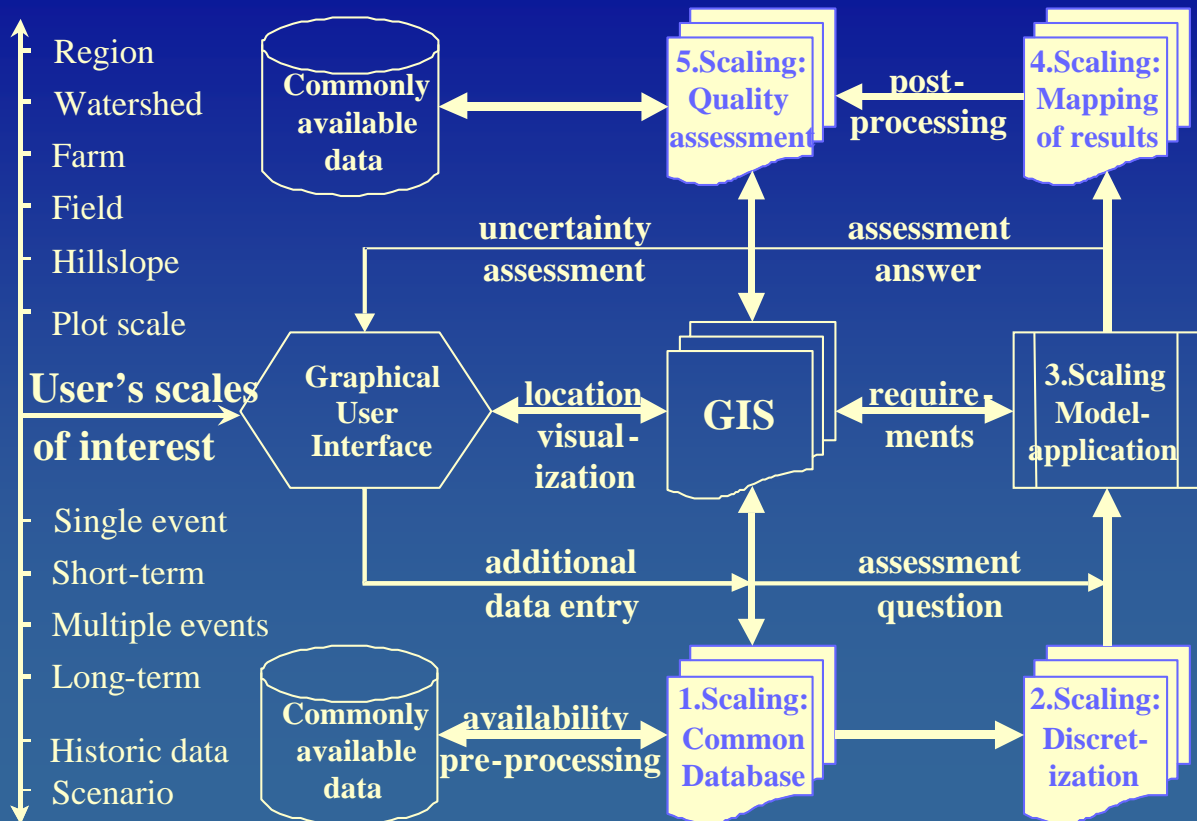 Region
Watershed
Farm
Field
Hillslope
Plot scale
User's scales
of interest
Single event
Short-term
Multiple events
Long-term
Historic data
Scenario
Commonly
available
data
5.Scaling:
Quality
assessment
post-
processing
4.Scaling:
Mapping
of results
uncertainty
assessment
assessment
answer
Graphical
User
Interface
location
visual-
ization
GIS
require-
ments
3.Scaling
Model-
application
additional
data entry
assessment
question
Commonly
available
data
availability
pre-processing
1.Scaling:
Common
Database
2.Scaling:
Discret-
ization